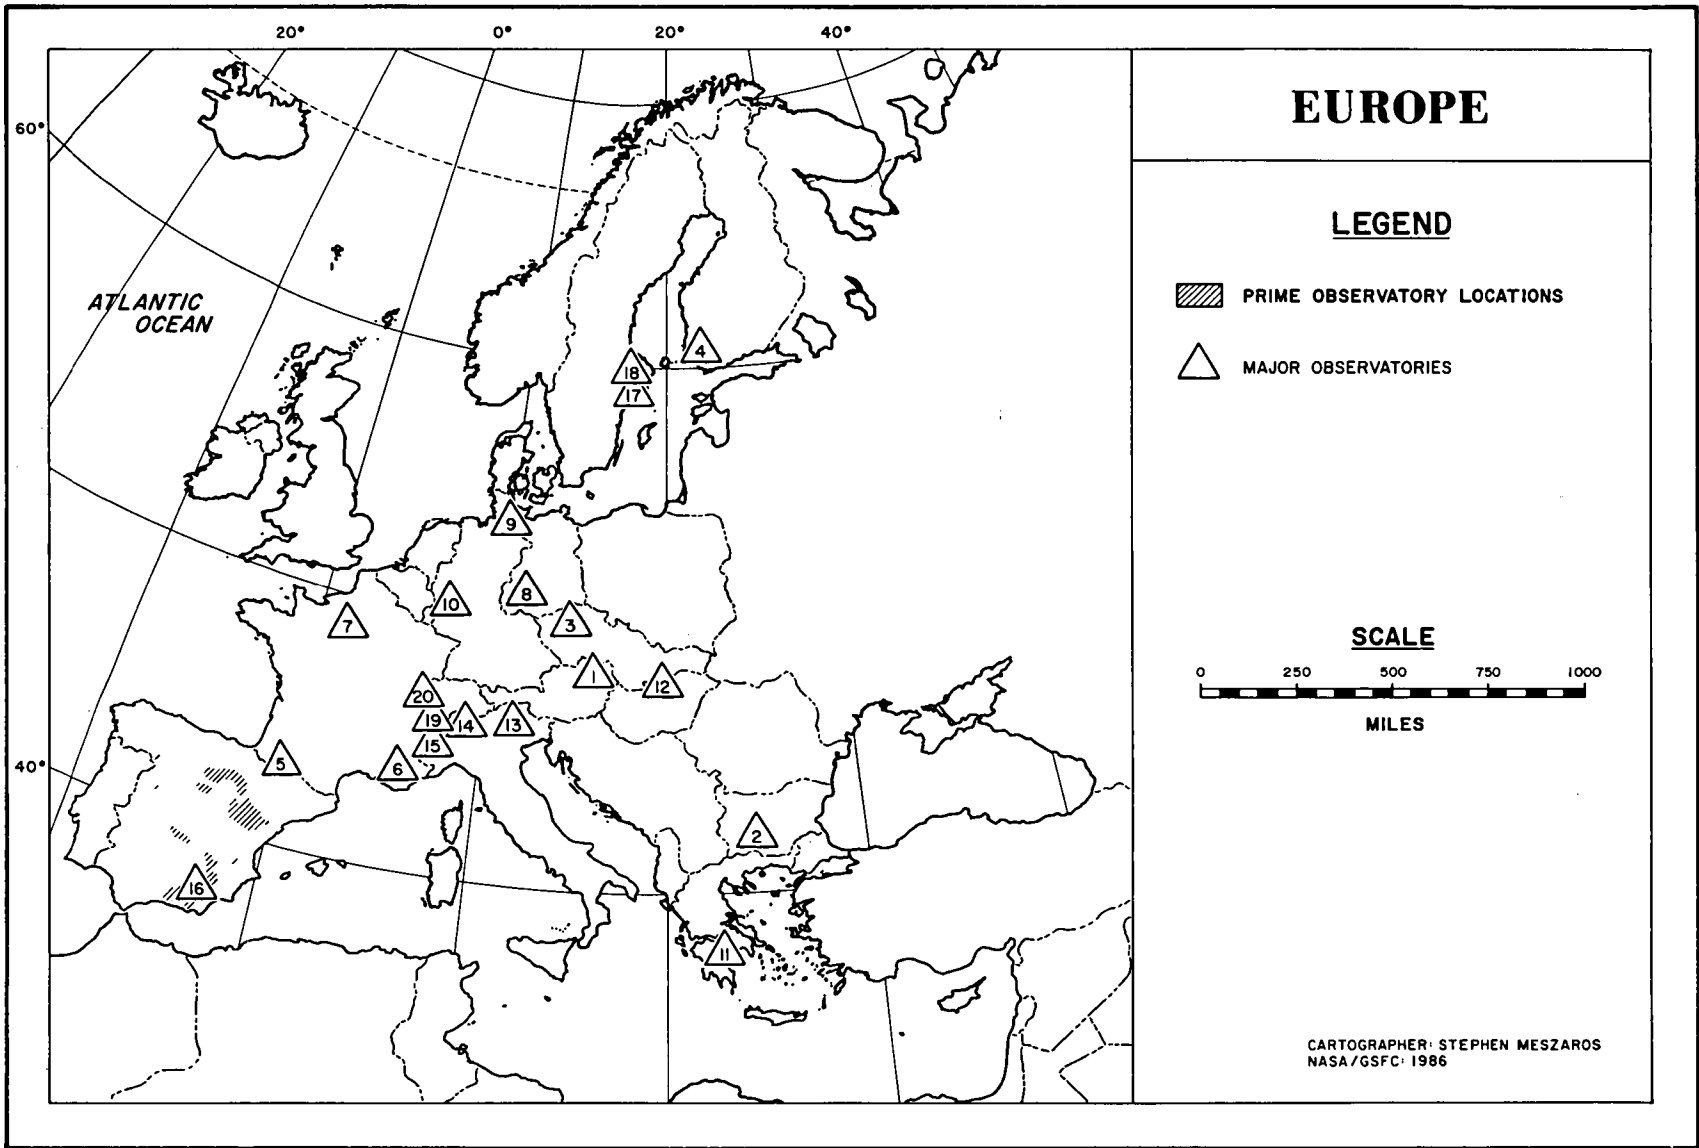 20° 0° 20° 40°
EUROPE
60°
LEGEND
PRIME OBSERVATORY LOCATIONS
ATLANTIC
OCEAN
4
MAJOR OBSERVATORIES
18
17
9
8
10
3
7
SCALE
1
12
0 250 500 750 1000
20
19
14
13
MILES
15
5
6
40°
2
16
11
CARTOGRAPHER: STEPHEN MESZAROS
NASA/GSFC: 1986